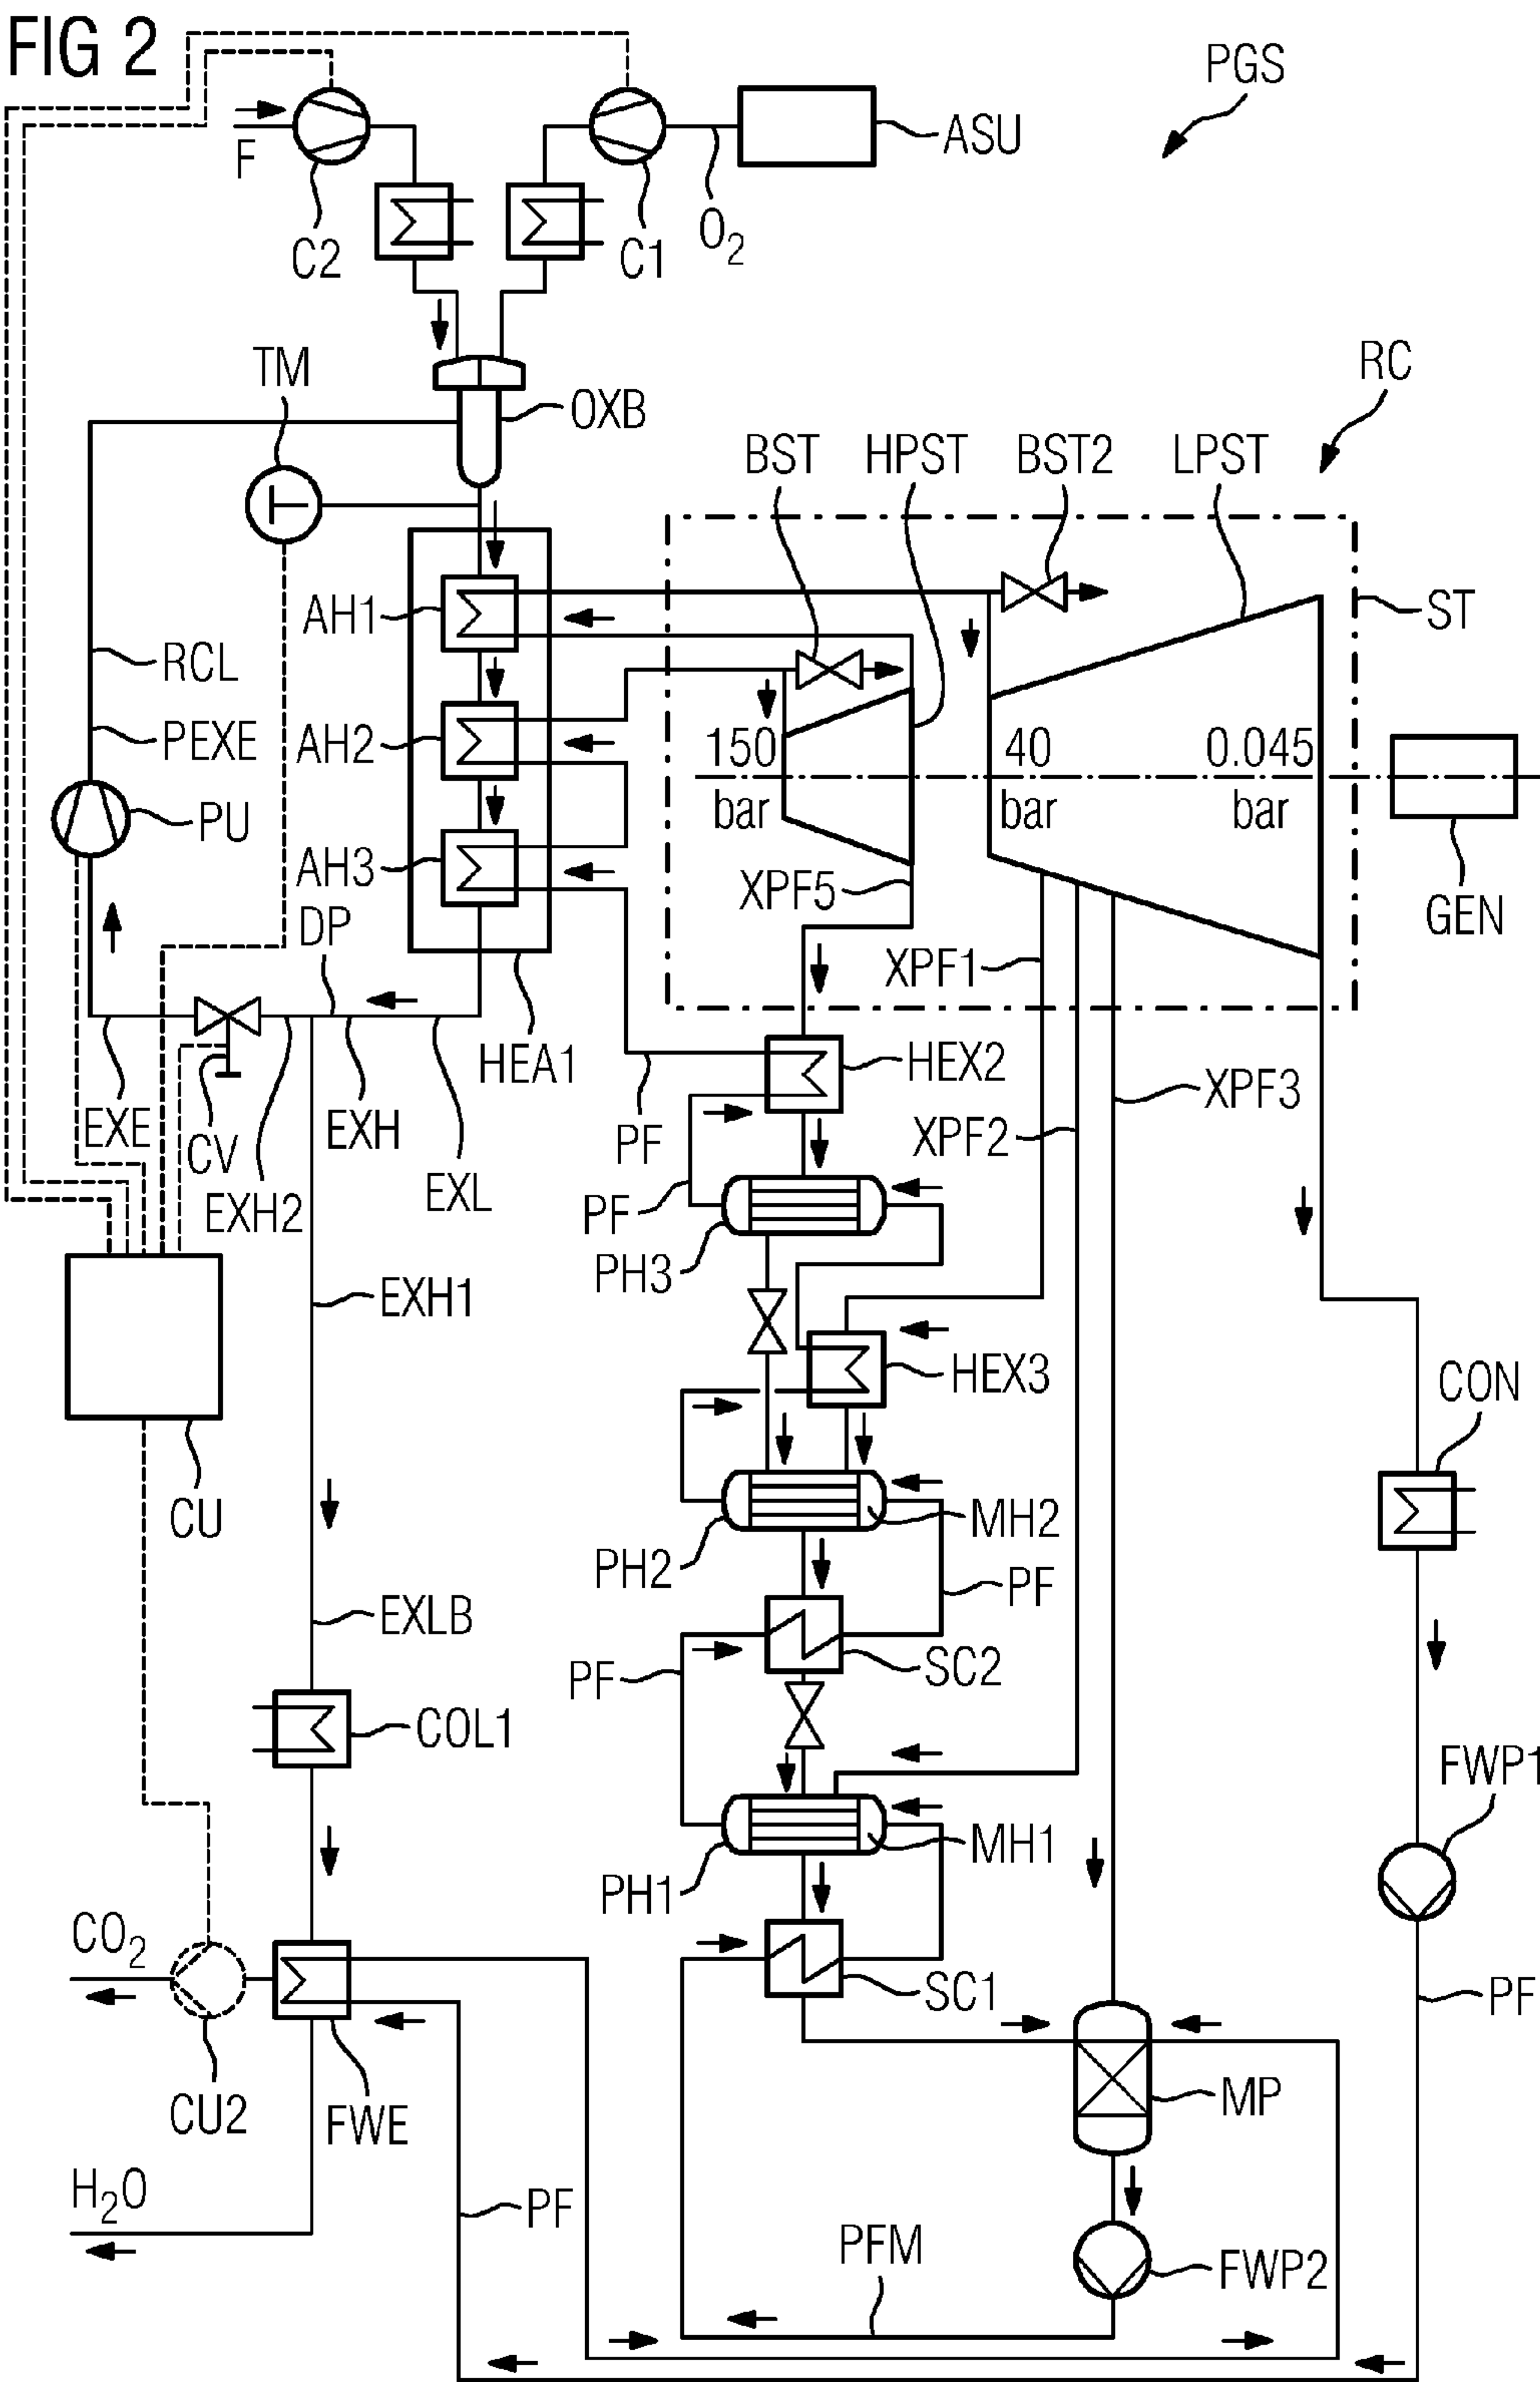 FIG 2
PGS
F
ASU
C2
C1
O2
TM
RC
OXB
BST
HPST
BST2
LPST
AH1
ST
RCL
PEXE
AH2
150 bar
40 bar
0.045 bar
PU
AH3
XPF5
GEN
DP
XPF1
HEA1
HEX2
XPF3
EXE
CV
EXH
PF
XPF2
EXH2
EXL
PF
PH3
EXH1
HEX3
CON
CU
MH2
PH2
PF
EXLB
PF
SC2
COL1
FWP1
MH1
PH1
CO2
SC1
PF
CU2
FWE
MP
H2O
PF
PFM
FWP2